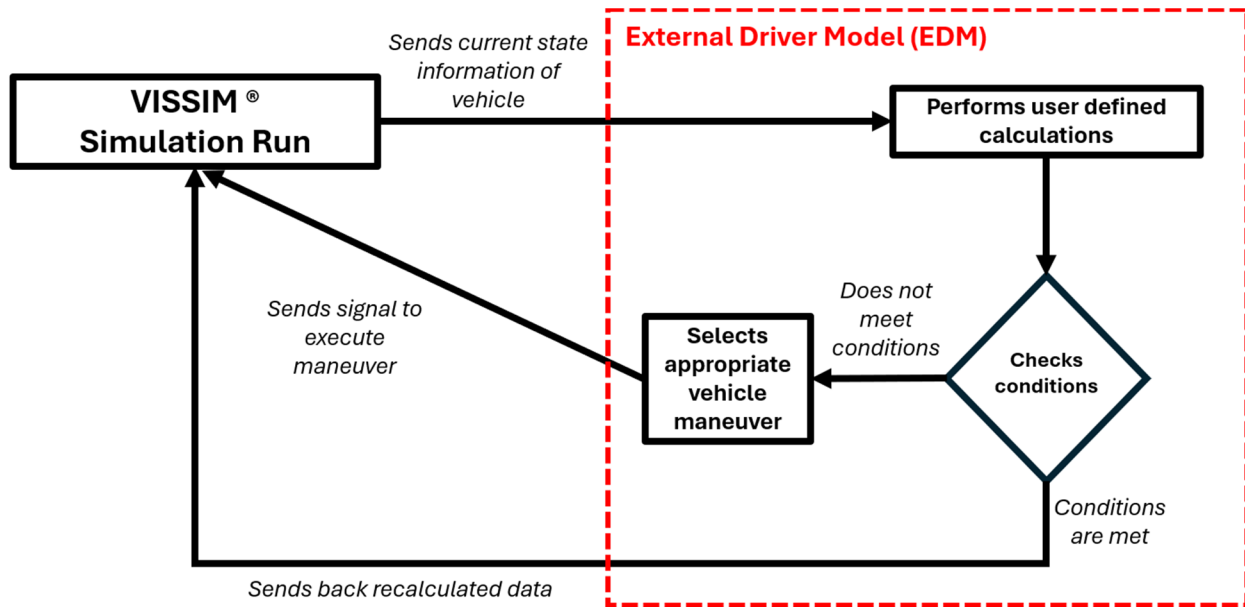 External Driver Model (EDM)
Sends current state
information of
vehicle
VISSIM ®
Simulation Run
Performs user defined
calculations
Does not
meet
conditions
Sends signal to
execute
maneuver
Selects
appropriate
vehicle
maneuver
Checks
conditions
Conditions
are met
Sends back recalculated data